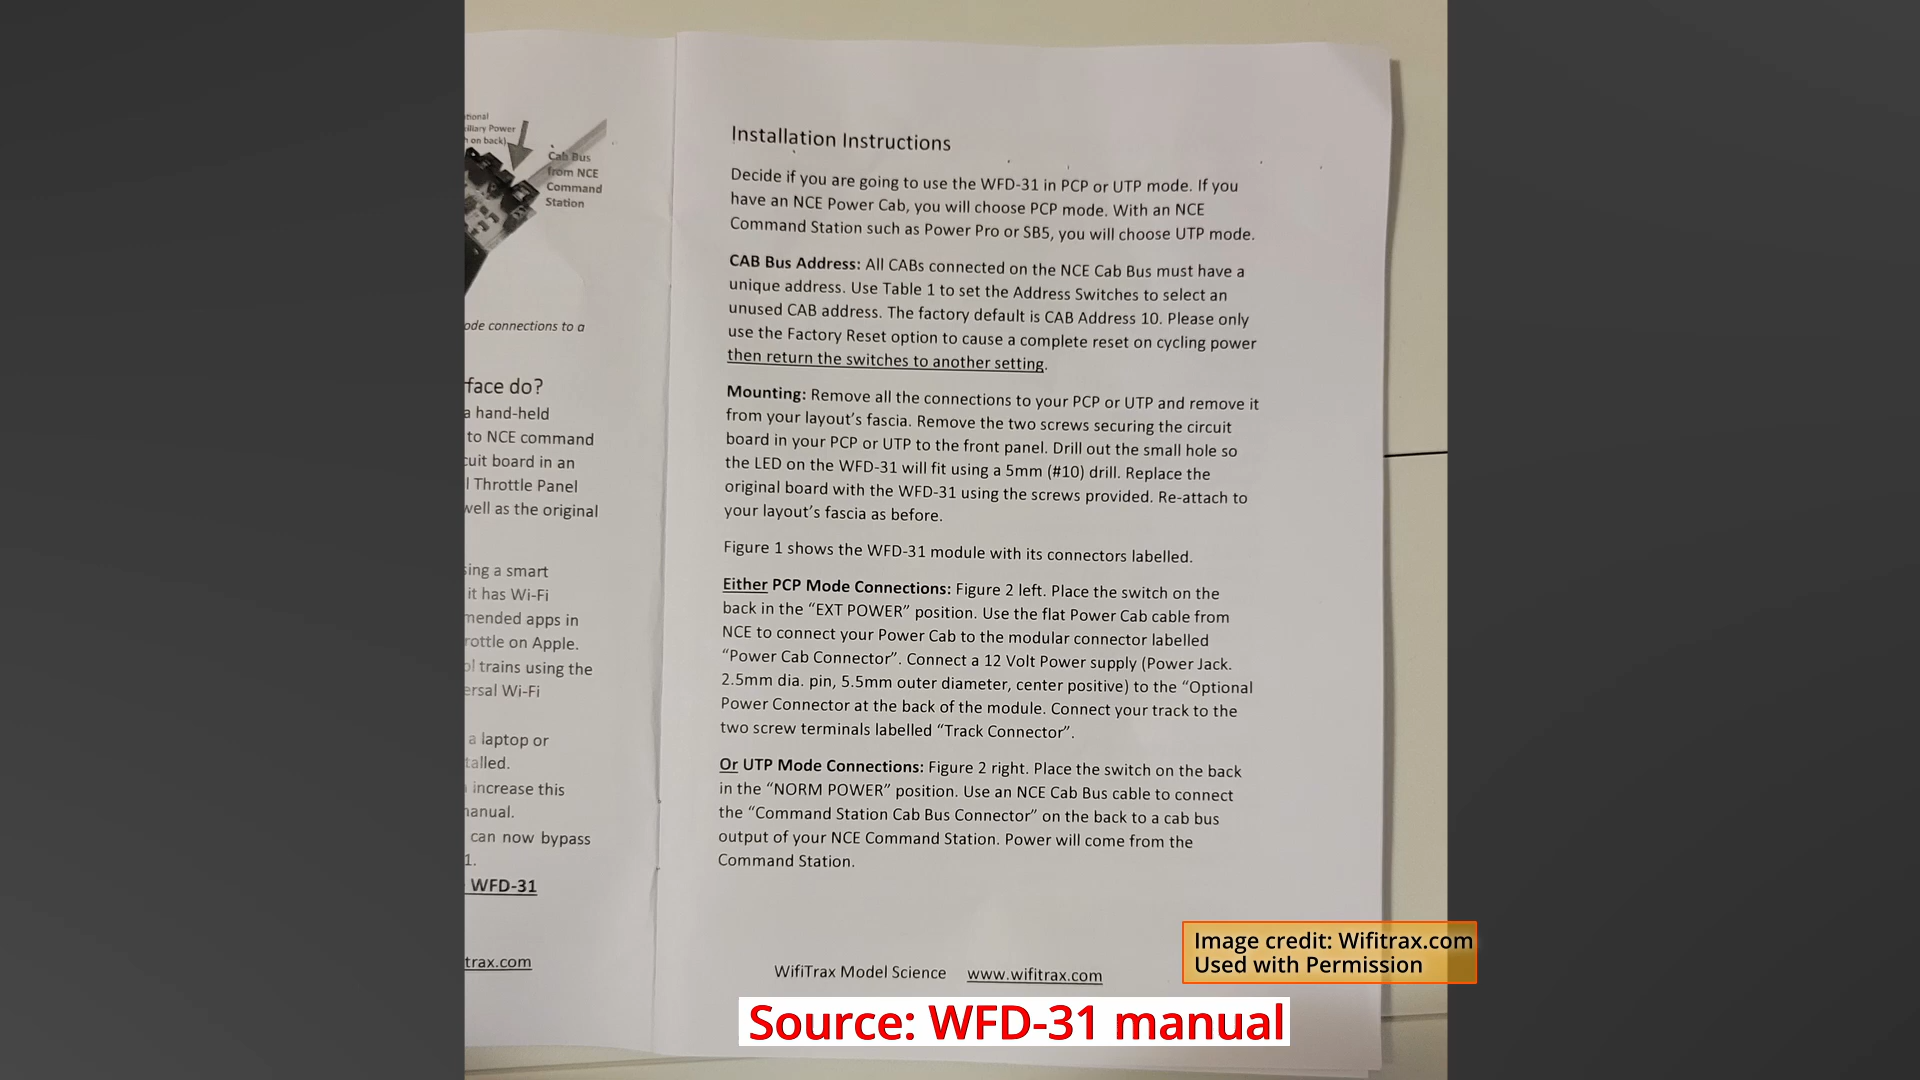 tional
iliary Power
n on back)
Cab Bus
from NCE
Command
Station
ode connections to a
face do?
a hand-held
to NCE command
cuit board in an
l Throttle Panel
well as the original
sing a smart
it has Wi-Fi
mended apps in
rottle on Apple.
ol trains using the
ersal Wi-Fi
a laptop or
talled.
increase this
manual.
can now bypass
1.
WFD-31
trax.com
Installation Instructions
Decide if you are going to use the WFD-31 in PCP or UTP mode. If you
have an NCE Power Cab, you will choose PCP mode. With an NCE
Command Station such as Power Pro or SB5, you will choose UTP mode.
CAB Bus Address: All CABs connected on the NCE Cab Bus must have a
unique address. Use Table 1 to set the Address Switches to select an
unused CAB address. The factory default is CAB Address 10. Please only
use the Factory Reset option to cause a complete reset on cycling power
then return the switches to another setting.
Mounting: Remove all the connections to your PCP or UTP and remove it
from your layout's fascia. Remove the two screws securing the circuit
board in your PCP or UTP to the front panel. Drill out the small hole so
the LED on the WFD-31 will fit using a 5mm (#10) drill. Replace the
original board with the WFD-31 using the screws provided. Re-attach to
your layout's fascia as before.
Figure 1 shows the WFD-31 module with its connectors labelled.
Either PCP Mode Connections: Figure 2 left. Place the switch on the
back in the “EXT POWER” position. Use the flat Power Cab cable from
NCE to connect your Power Cab to the modular connector labelled
“Power Cab Connector”. Connect a 12 Volt Power supply (Power Jack.
2.5mm dia. pin, 5.5mm outer diameter, center positive) to the “Optional
Power Connector at the back of the module. Connect your track to the
two screw terminals labelled “Track Connector”.
Or UTP Mode Connections: Figure 2 right. Place the switch on the back
in the “NORM POWER” position. Use an NCE Cab Bus cable to connect
the “Command Station Cab Bus Connector” on the back to a cab bus
output of your NCE Command Station. Power will come from the
Command Station.
WifiTrax Model Science www.wifitrax.com
Image credit: Wifitrax.com
Used with Permission
Source: WFD-31 manual